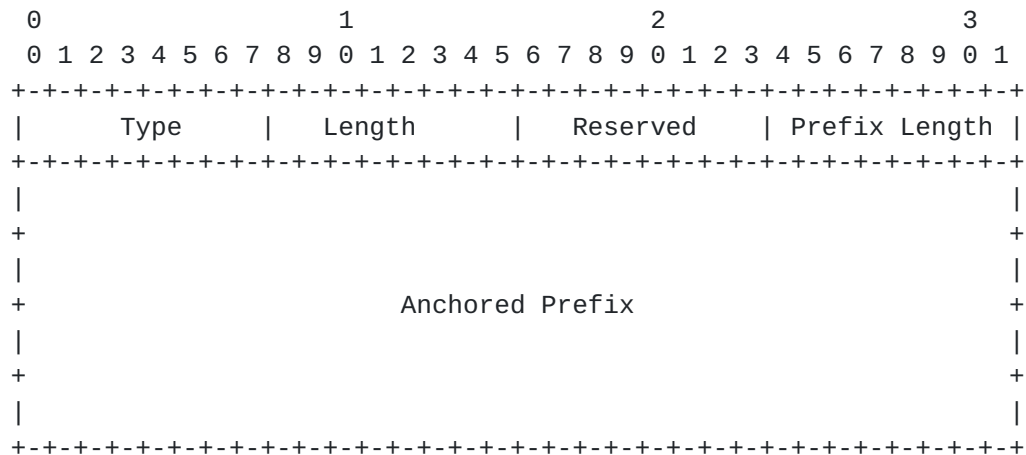 0                   1                   2                   3
 0 1 2 3 4 5 6 7 8 9 0 1 2 3 4 5 6 7 8 9 0 1 2 3 4 5 6 7 8 9 0 1
+-+-+-+-+-+-+-+-+-+-+-+-+-+-+-+-+-+-+-+-+-+-+-+-+-+-+-+-+-+-+-+-+
|      Type     |   Length      |   Reserved    | Prefix Length |
+-+-+-+-+-+-+-+-+-+-+-+-+-+-+-+-+-+-+-+-+-+-+-+-+-+-+-+-+-+-+-+-+
|                                                               |
+                                                               +
|                                                               |
+                        Anchored Prefix                        +
|                                                               |
+                                                               +
|                                                               |
+-+-+-+-+-+-+-+-+-+-+-+-+-+-+-+-+-+-+-+-+-+-+-+-+-+-+-+-+-+-+-+-+